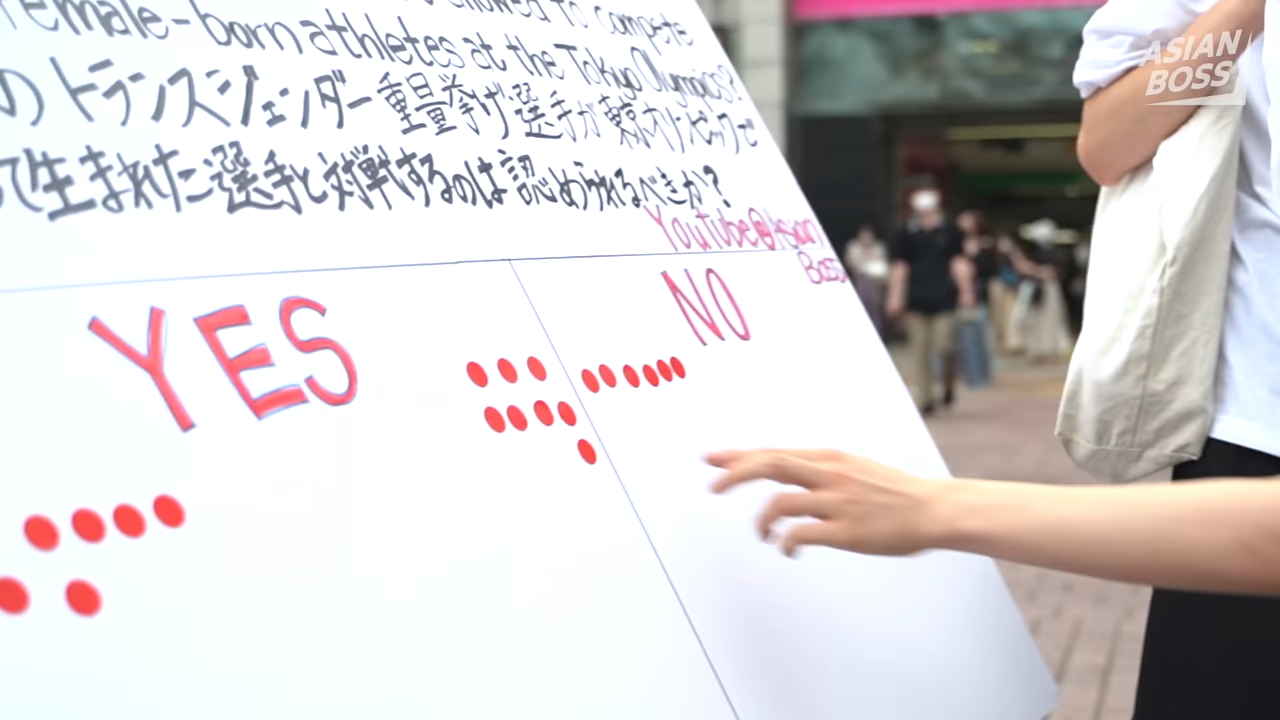 allowed to compete
female-born athletes at the Tokyo Olympics?
のトランスジェンダー重量挙げ選手が東京オリンピックで
て生まれた選手と対戦するのは認められるべきか?
Youtube@Asian
Boss
YES
NO
ASIAN
BOSS